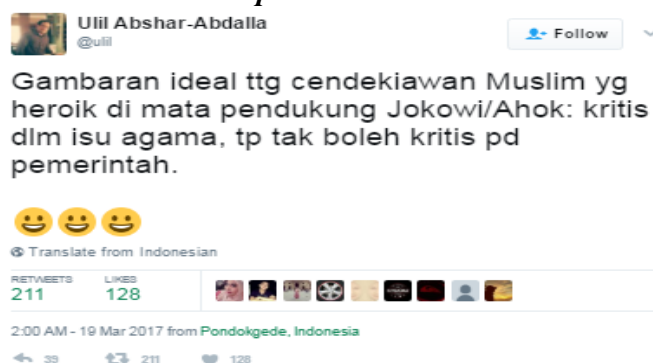 Ulil Abshar-Abdalla
@ulil
Follow
Gambaran ideal ttg cendekiawan Muslim yg
heroik di mata pendukung Jokowi/Ahok: kritis
dlm isu agama, tp tak boleh kritis pd
pemerintah.
😀😀😀
Translate from Indonesian
RETWEETS LIKES
211 128
2:00 AM - 19 Mar 2017 from Pondokgede, Indonesia
39 211 128